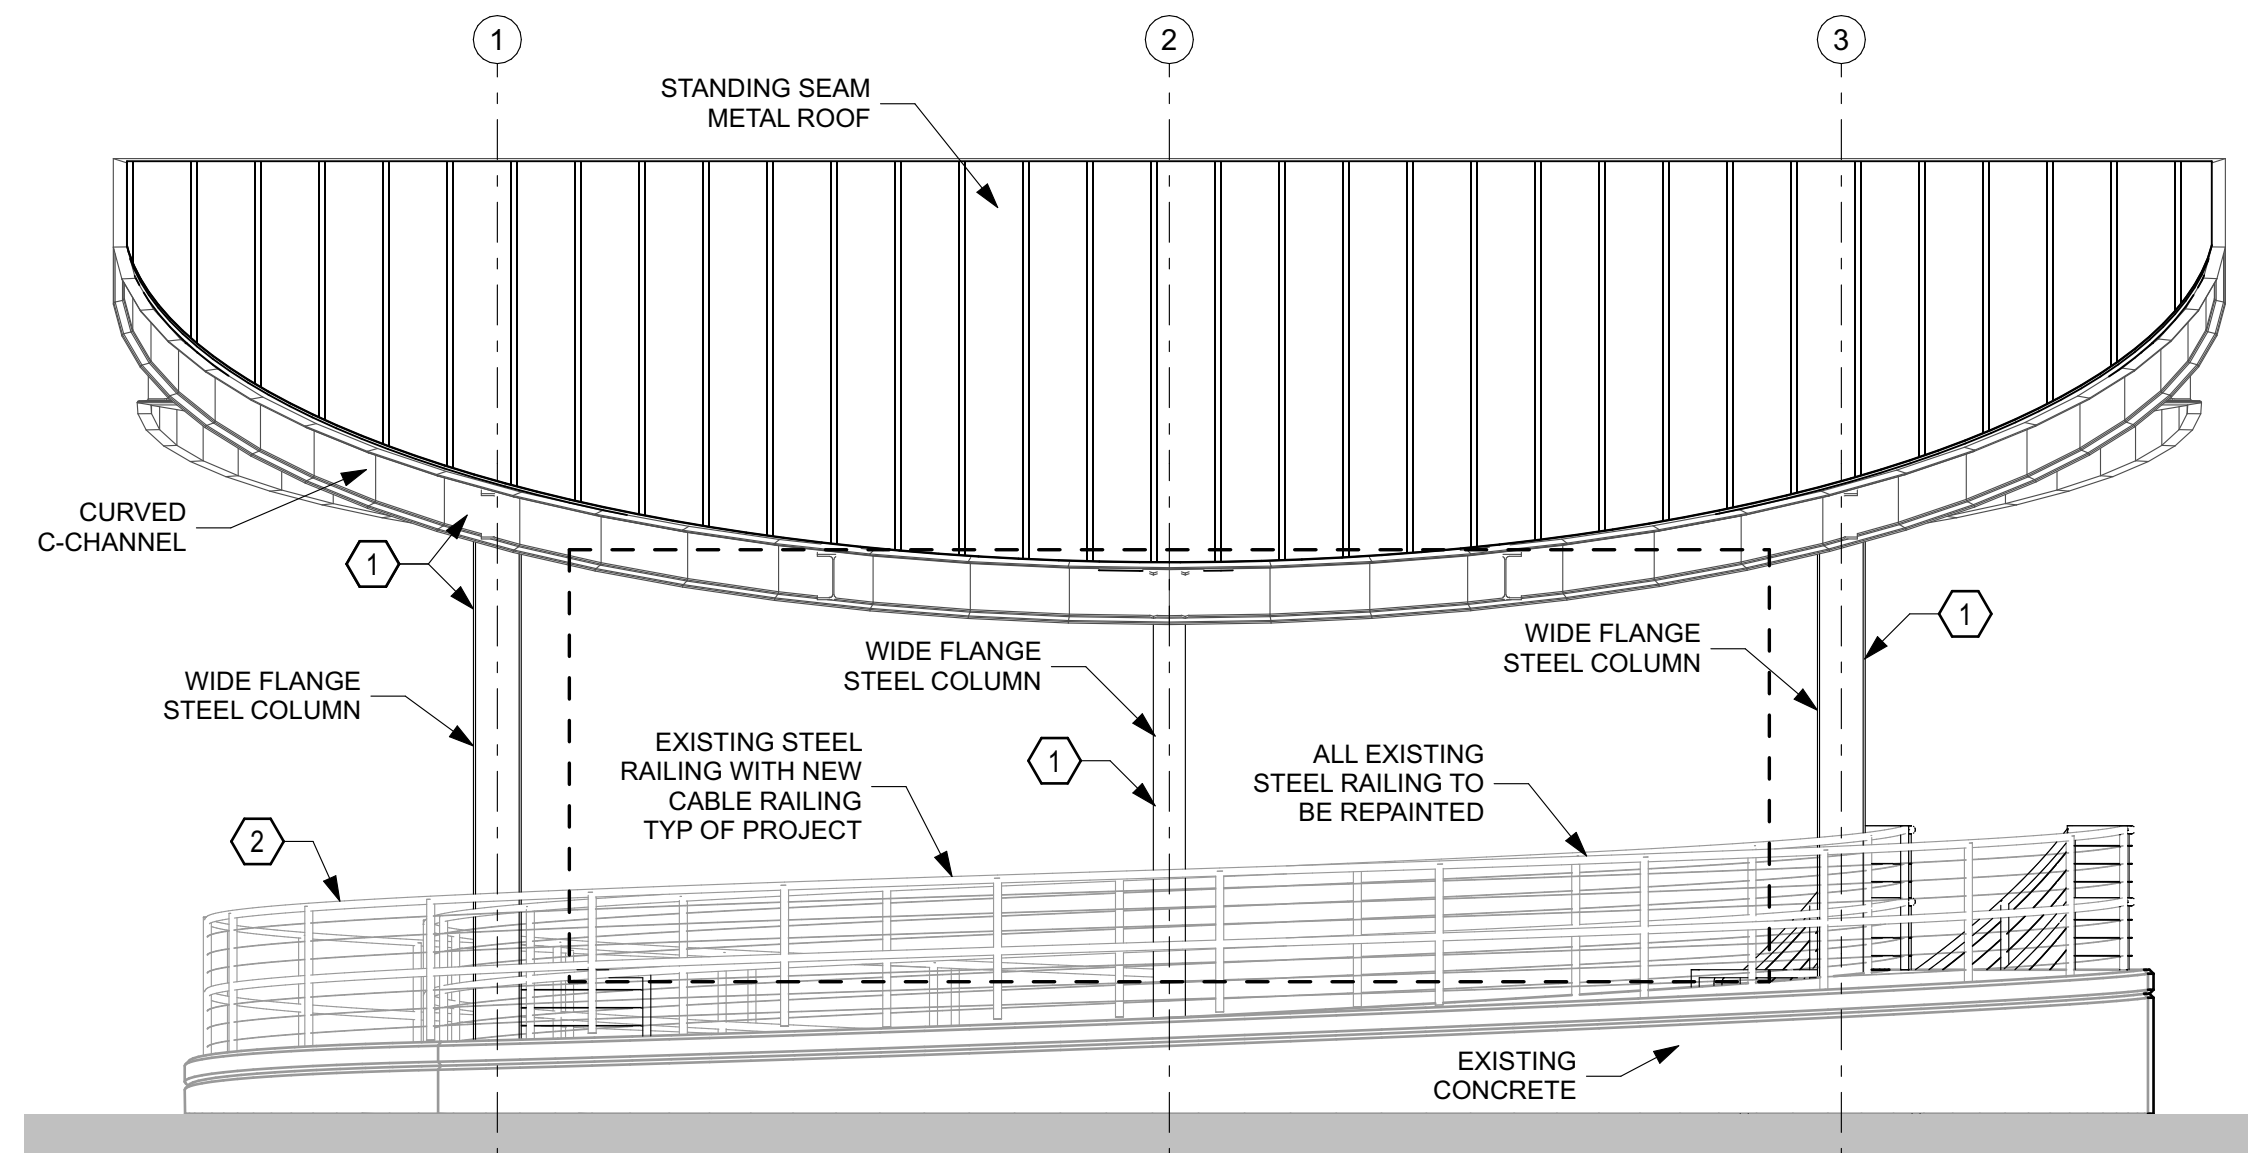 1
2
3
STANDING SEAM
METAL ROOF
CURVED
C-CHANNEL
1
1
WIDE FLANGE
STEEL COLUMN
WIDE FLANGE
STEEL COLUMN
WIDE FLANGE
STEEL COLUMN
EXISTING STEEL
RAILING WITH NEW
CABLE RAILING
TYP OF PROJECT
1
ALL EXISTING
STEEL RAILING TO
BE REPAINTED
2
EXISTING
CONCRETE